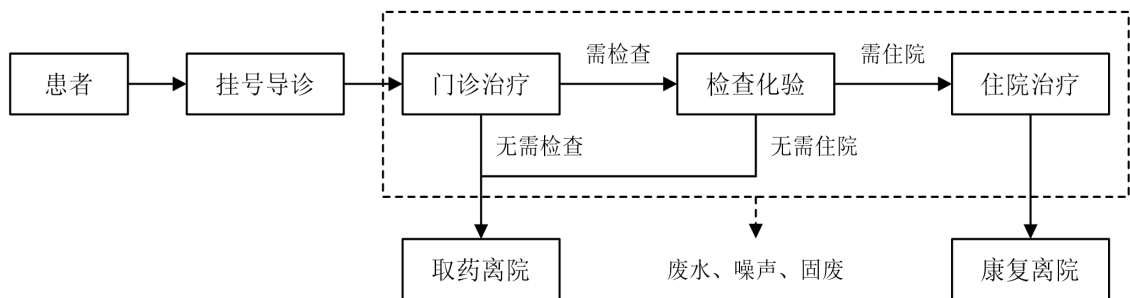 需检查
需住院
患者
挂号导诊
门诊治疗
检查化验
住院治疗
无需检查
无需住院
取药离院
废水、噪声、固废
康复离院